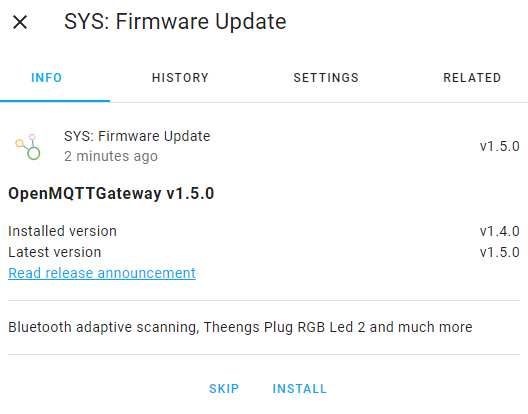 SYS: Firmware Update
INFO HISTORY SETTINGS RELATED
SYS: Firmware Update
2 minutes ago
v1.5.0
OpenMQTTGateway v1.5.0
Installed version v1.4.0
Latest version v1.5.0
Read release announcement
Bluetooth adaptive scanning, Theengs Plug RGB Led 2 and much more
SKIP INSTALL